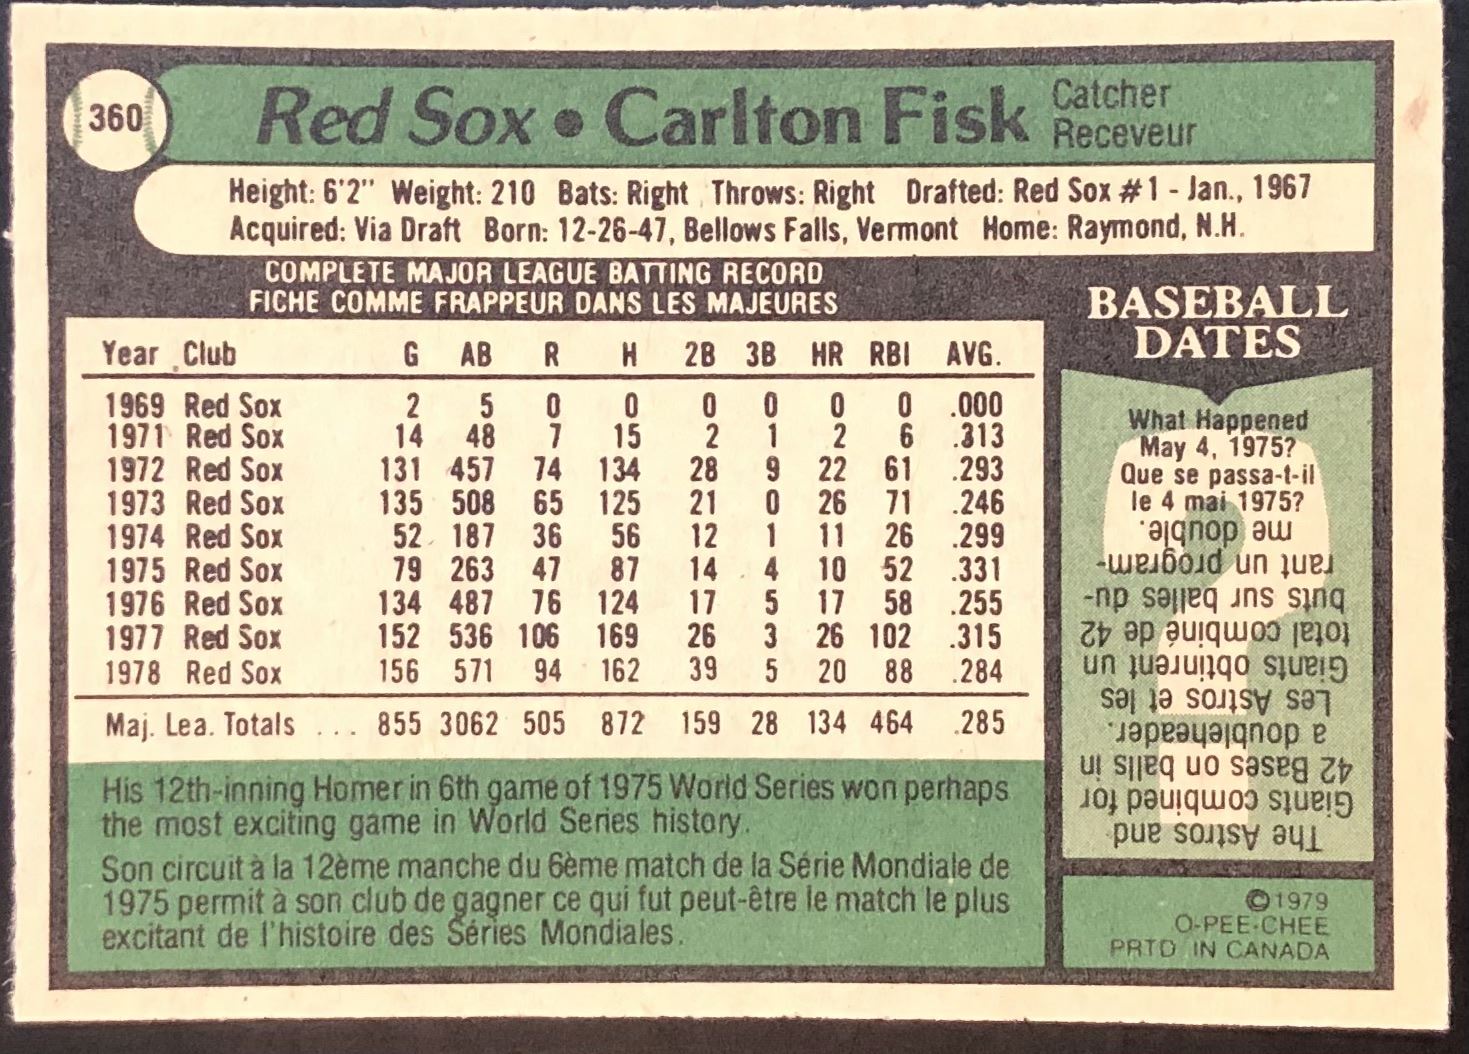 360
Red Sox • Carlton Fisk
Catcher
Receveur
Height: 6'2" Weight: 210 Bats: Right Throws: Right Drafted: Red Sox #1 - Jan., 1967
Acquired: Via Draft Born: 12-26-47, Bellows Falls, Vermont Home: Raymond, N.H.
COMPLETE MAJOR LEAGUE BATTING RECORD
FICHE COMME FRAPPEUR DANS LES MAJEURES
Year Club G AB R H 2B 3B HR RBI AVG.
1969 Red Sox 2 5 0 0 0 0 0 0 .000
1971 Red Sox 14 48 7 15 2 1 2 6 .313
1972 Red Sox 131 457 74 134 28 9 22 61 .293
1973 Red Sox 135 508 65 125 21 0 26 71 .246
1974 Red Sox 52 187 36 56 12 1 11 26 .299
1975 Red Sox 79 263 47 87 14 4 10 52 .331
1976 Red Sox 134 487 76 124 17 5 17 58 .255
1977 Red Sox 152 536 106 169 26 3 26 102 .315
1978 Red Sox 156 571 94 162 39 5 20 88 .284
Maj. Lea. Totals ... 855 3062 505 872 159 28 134 464 .285
His 12th-inning Homer in 6th game of 1975 World Series won perhaps
the most exciting game in World Series history.
Son circuit à la 12ème manche du 6ème match de la Série Mondiale de
1975 permit à son club de gagner ce qui fut peut-être le match le plus
excitant de l'histoire des Séries Mondiales.
BASEBALL
DATES
What Happened
May 4, 1975?
Que se passa-t-il
le 4 mai 1975?
The Astros and
Giants combined for
42 Bases on balls in
a doubleheader.
Les Astros et les
Giants obtinrent un
total combiné de 42
buts sur balles du-
rant un program-
me double.
©1979
O-PEE-CHEE
PRTD IN CANADA